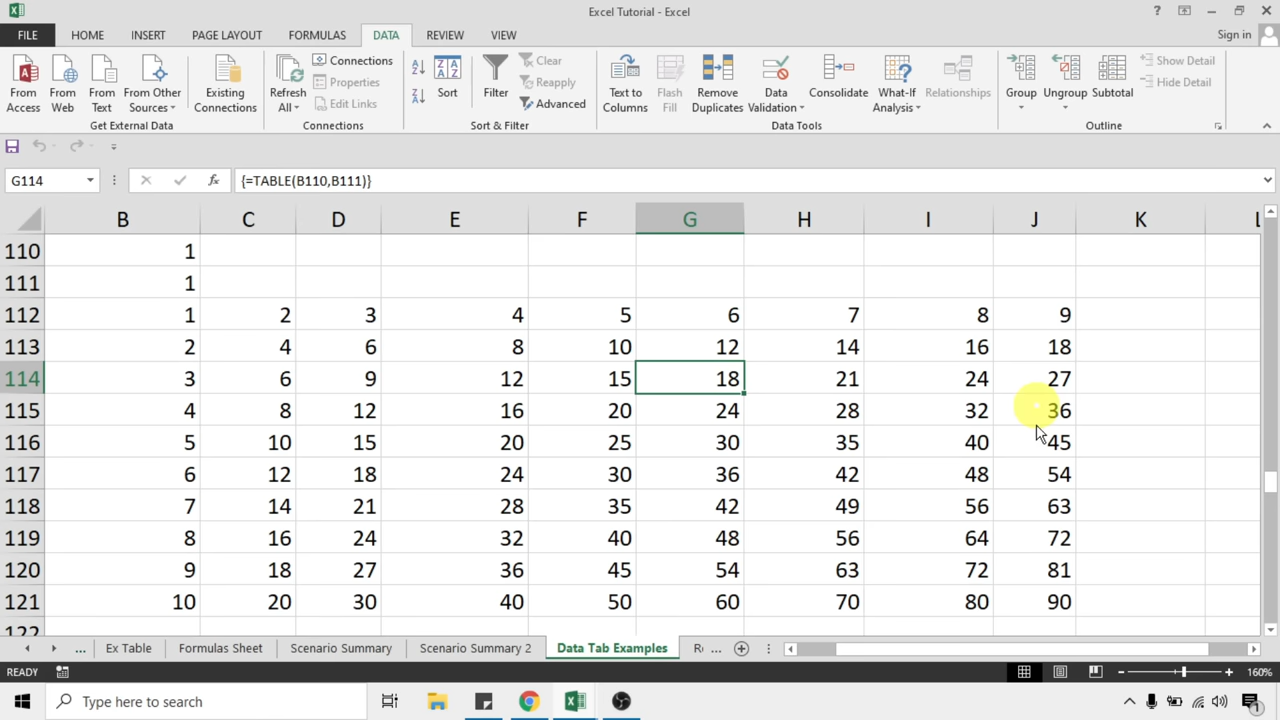 Excel Tutorial - Excel
?
FILE HOME INSERT PAGE LAYOUT FORMULAS DATA REVIEW VIEW Sign in
From Access
From Web
From Text
From Other Sources
Get External Data
Existing Connections
Refresh All
Connections
Properties
Edit Links
Connections
Sort
Filter
Clear
Reapply
Advanced
Sort & Filter
Text to Columns
Flash Fill
Remove Duplicates
Data Validation
Consolidate
What-If Analysis
Relationships
Data Tools
Group
Ungroup
Subtotal
Show Detail
Hide Detail
Outline
G114 fx {=TABLE(B110,B111)}
B C D E F G H I J K L
110 1
111 1
112 1 2 3 4 5 6 7 8 9
113 2 4 6 8 10 12 14 16 18
114 3 6 9 12 15 18 21 24 27
115 4 8 12 16 20 24 28 32 36
116 5 10 15 20 25 30 35 40 45
117 6 12 18 24 30 36 42 48 54
118 7 14 21 28 35 42 49 56 63
119 8 16 24 32 40 48 56 64 72
120 9 18 27 36 45 54 63 72 81
121 10 20 30 40 50 60 70 80 90
122
... Ex Table Formulas Sheet Scenario Summary Scenario Summary 2 Data Tab Examples R ...
READY 160%
Type here to search 1